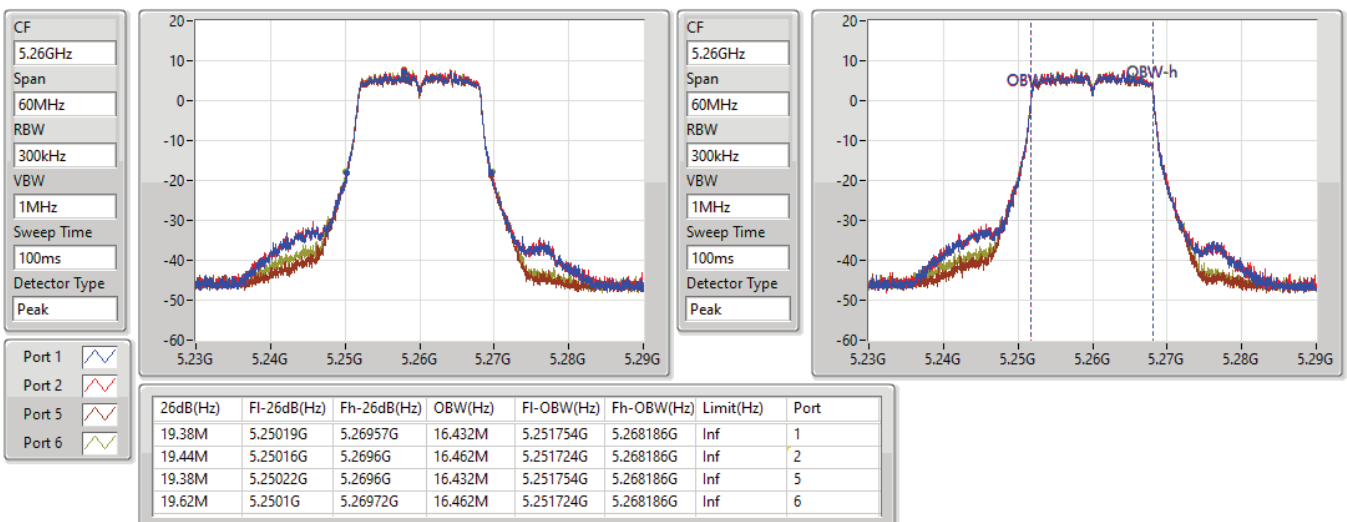 CF
5.26GHz
Span
60MHz
RBW
300kHz
VBW
1MHz
Sweep Time
100ms
Detector Type
Peak
20
10
0
-10
-20
-30
-40
-50
-60
5.23G 5.24G 5.25G 5.26G 5.27G 5.28G 5.29G
CF
5.26GHz
Span
60MHz
RBW
300kHz
VBW
1MHz
Sweep Time
100ms
Detector Type
Peak
20
10
0
-10
-20
-30
-40
-50
-60
OBW-h
5.23G 5.24G 5.25G 5.26G 5.27G 5.28G 5.29G
Port 1
Port 2
Port 5
Port 6
26dB(Hz) Fl-26dB(Hz) Fh-26dB(Hz) OBW(Hz) Fl-OBW(Hz) Fh-OBW(Hz) Limit(Hz) Port
19.38M 5.25019G 5.26957G 16.432M 5.251754G 5.268186G Inf 1
19.44M 5.25016G 5.2696G 16.462M 5.251724G 5.268186G Inf 2
19.38M 5.25022G 5.2696G 16.432M 5.251754G 5.268186G Inf 5
19.62M 5.2501G 5.26972G 16.462M 5.251724G 5.268186G Inf 6